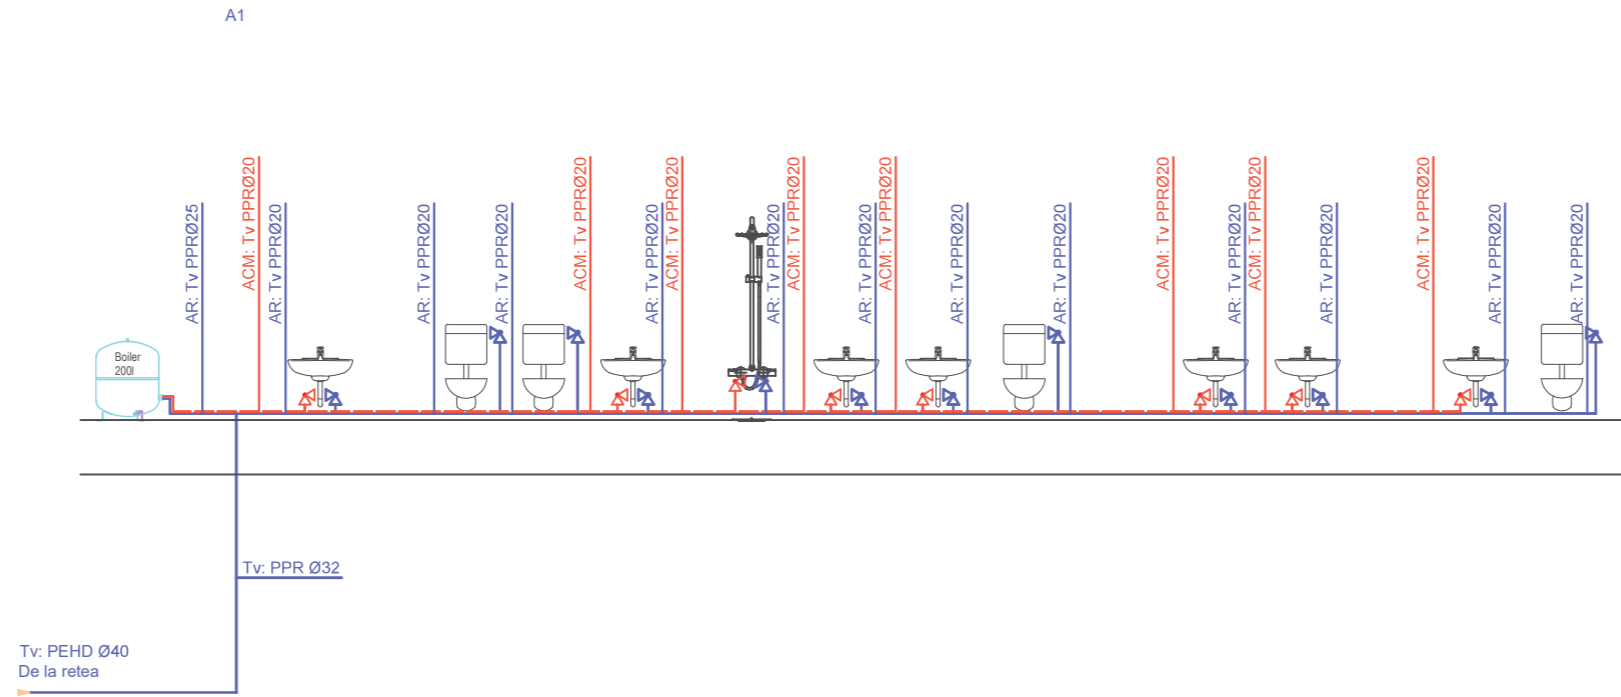 A1
AR: Tv PPRØ25
ACM: Tv PPRØ20
AR: Tv PPRØ20
AR: Tv PPRØ20
AR: Tv PPRØ20
ACM: Tv PPRØ20
AR: Tv PPRØ20
ACM: Tv PPRØ20
AR: Tv PPRØ20
ACM: Tv PPRØ20
AR: Tv PPRØ20
ACM: Tv PPRØ20
AR: Tv PPRØ20
AR: Tv PPRØ20
ACM: Tv PPRØ20
AR: Tv PPRØ20
ACM: Tv PPRØ20
AR: Tv PPRØ20
ACM: Tv PPRØ20
AR: Tv PPRØ20
AR: Tv PPRØ20
Boiler
200l
Tv: PPR Ø32
Tv: PEHD Ø40
De la retea